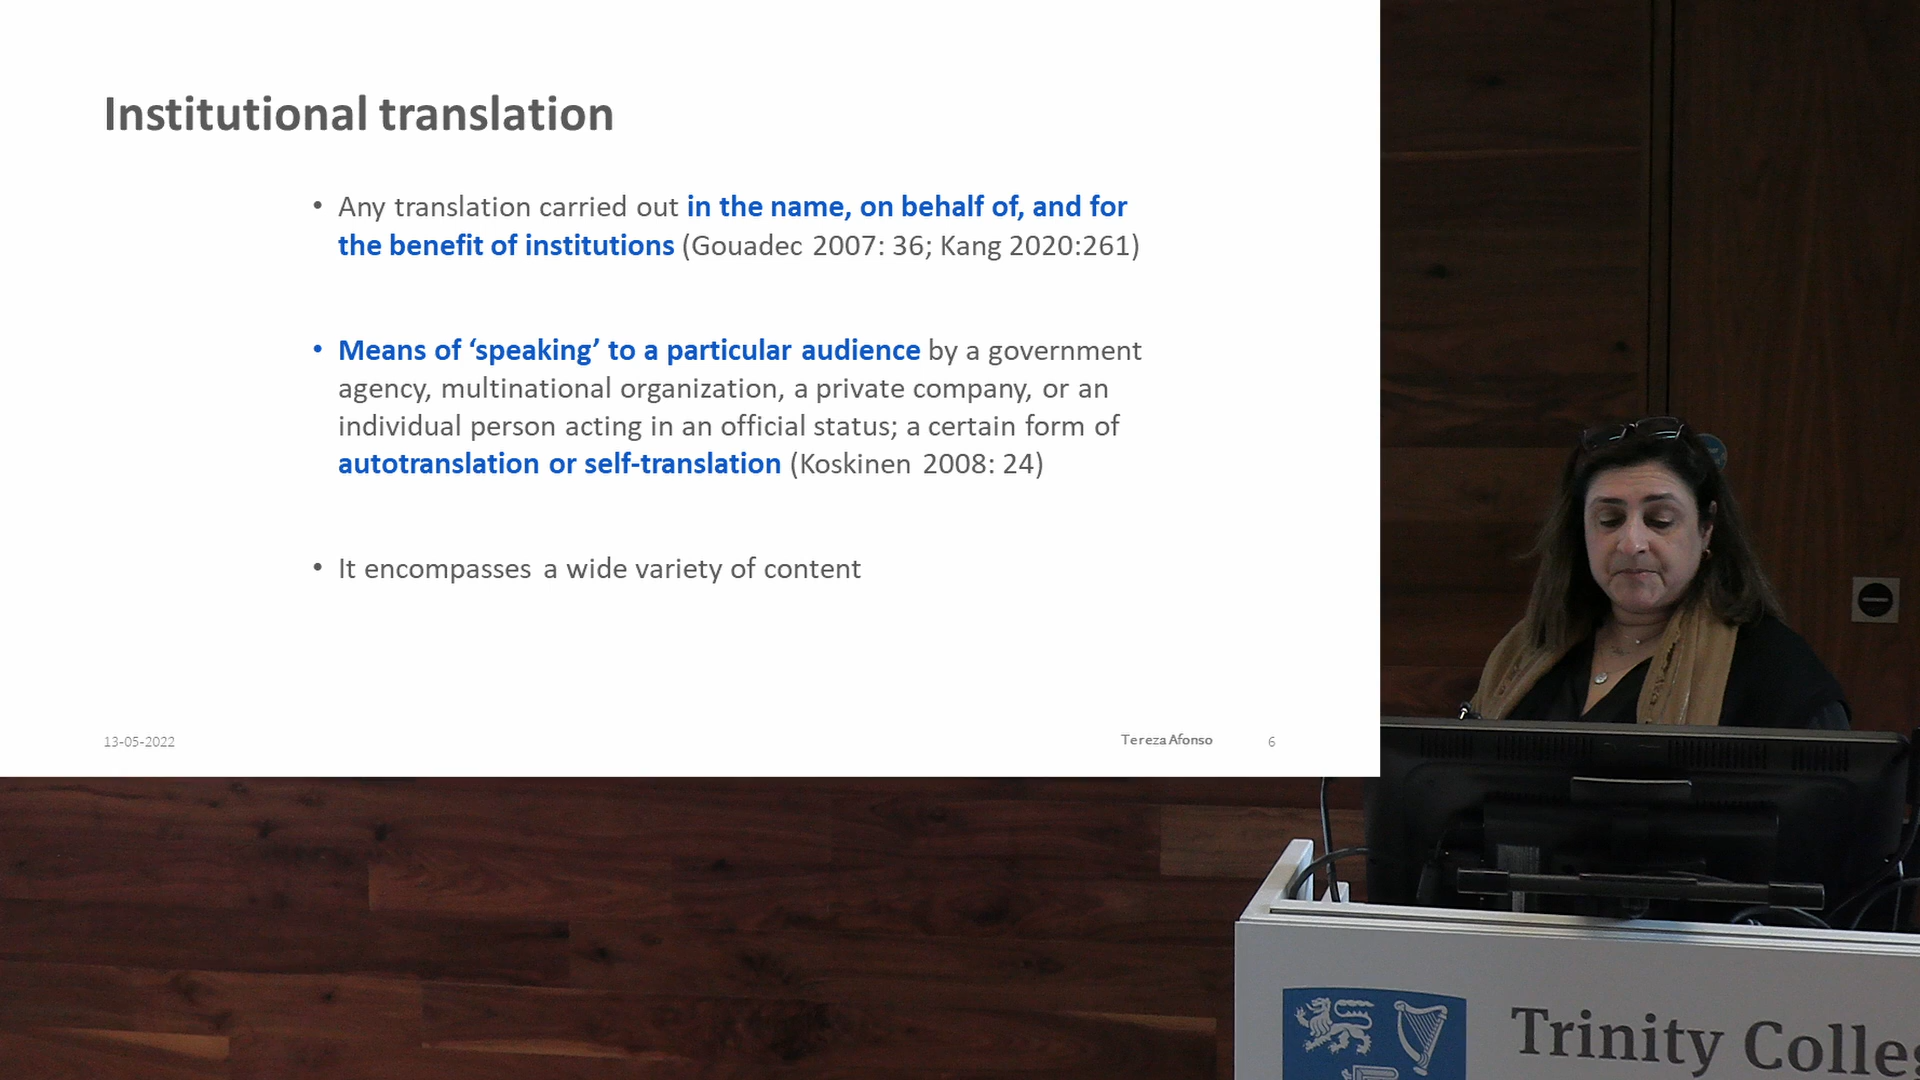 Institutional translation
• Any translation carried out in the name, on behalf of, and for
the benefit of institutions (Gouadec 2007: 36; Kang 2020:261)
• Means of ‘speaking’ to a particular audience by a government
agency, multinational organization, a private company, or an
individual person acting in an official status; a certain form of
autotranslation or self-translation (Koskinen 2008: 24)
• It encompasses a wide variety of content
13-05-2022
Tereza Afonso
6
Trinity Colle